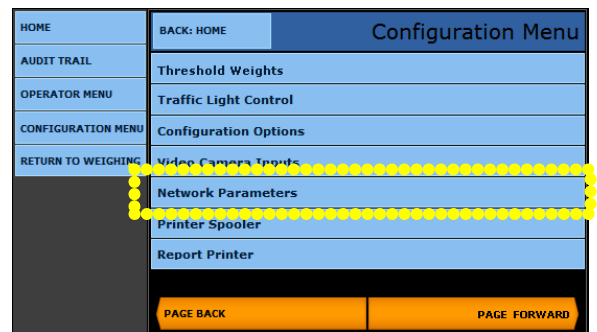 HOME
AUDIT TRAIL
OPERATOR MENU
CONFIGURATION MENU
RETURN TO WEIGHING
BACK: HOME
Configuration Menu
Threshold Weights
Traffic Light Control
Configuration Options
Video Camera Inputs
Network Parameters
Printer Spooler
Report Printer
PAGE BACK
PAGE FORWARD